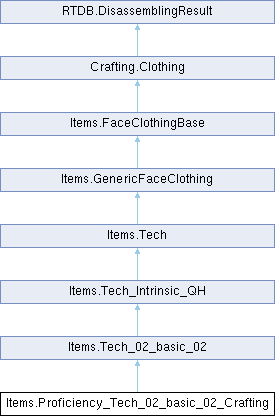 RTDB.DisassemblingResult
Crafting.Clothing
Items.FaceClothingBase
Items.GenericFaceClothing
Items.Tech
Items.Tech_Intrinsic_QH
Items.Tech_02_basic_02
Items.Proficiency_Tech_02_basic_02_Crafting